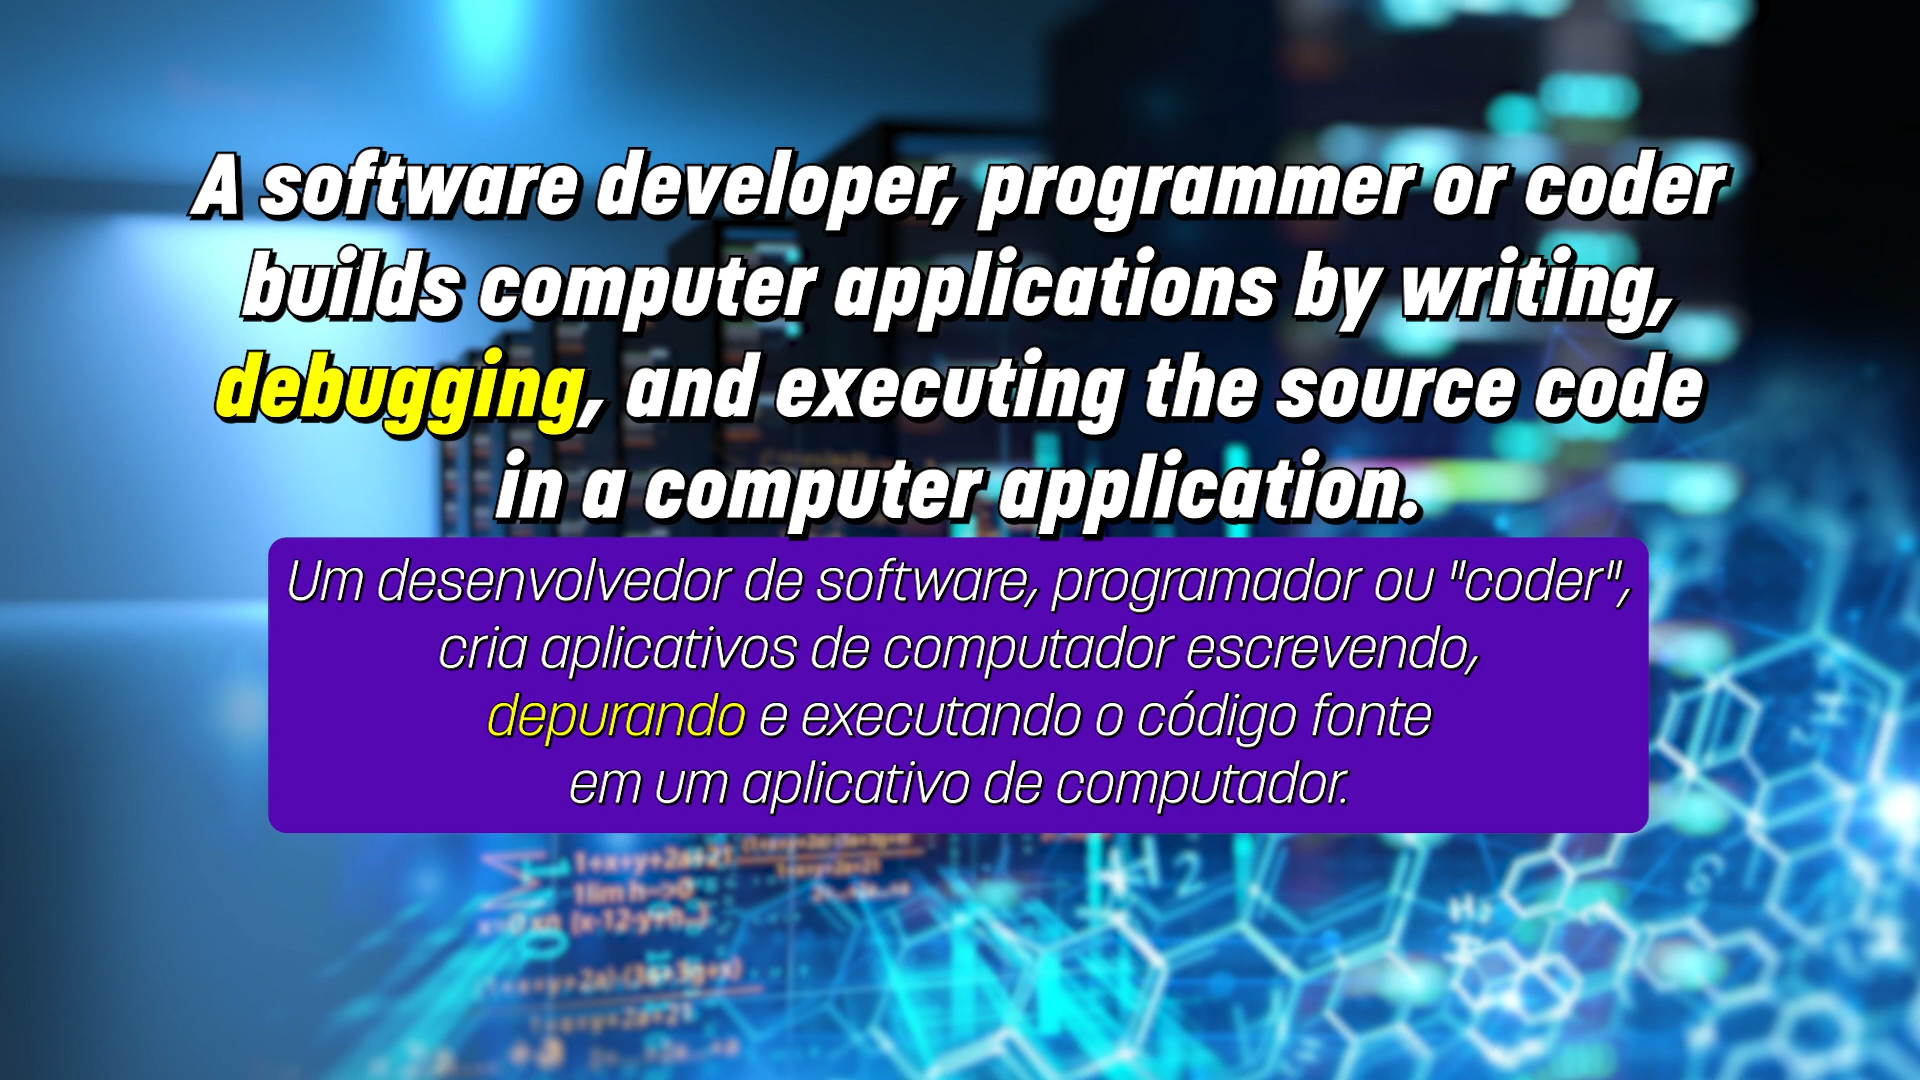 A software developer, programmer or coder
builds computer applications by writing,
debugging, and executing the source code
in a computer application.
Um desenvolvedor de software, programador ou "coder",
cria aplicativos de computador escrevendo,
depurando e executando o código fonte
em um aplicativo de computador.